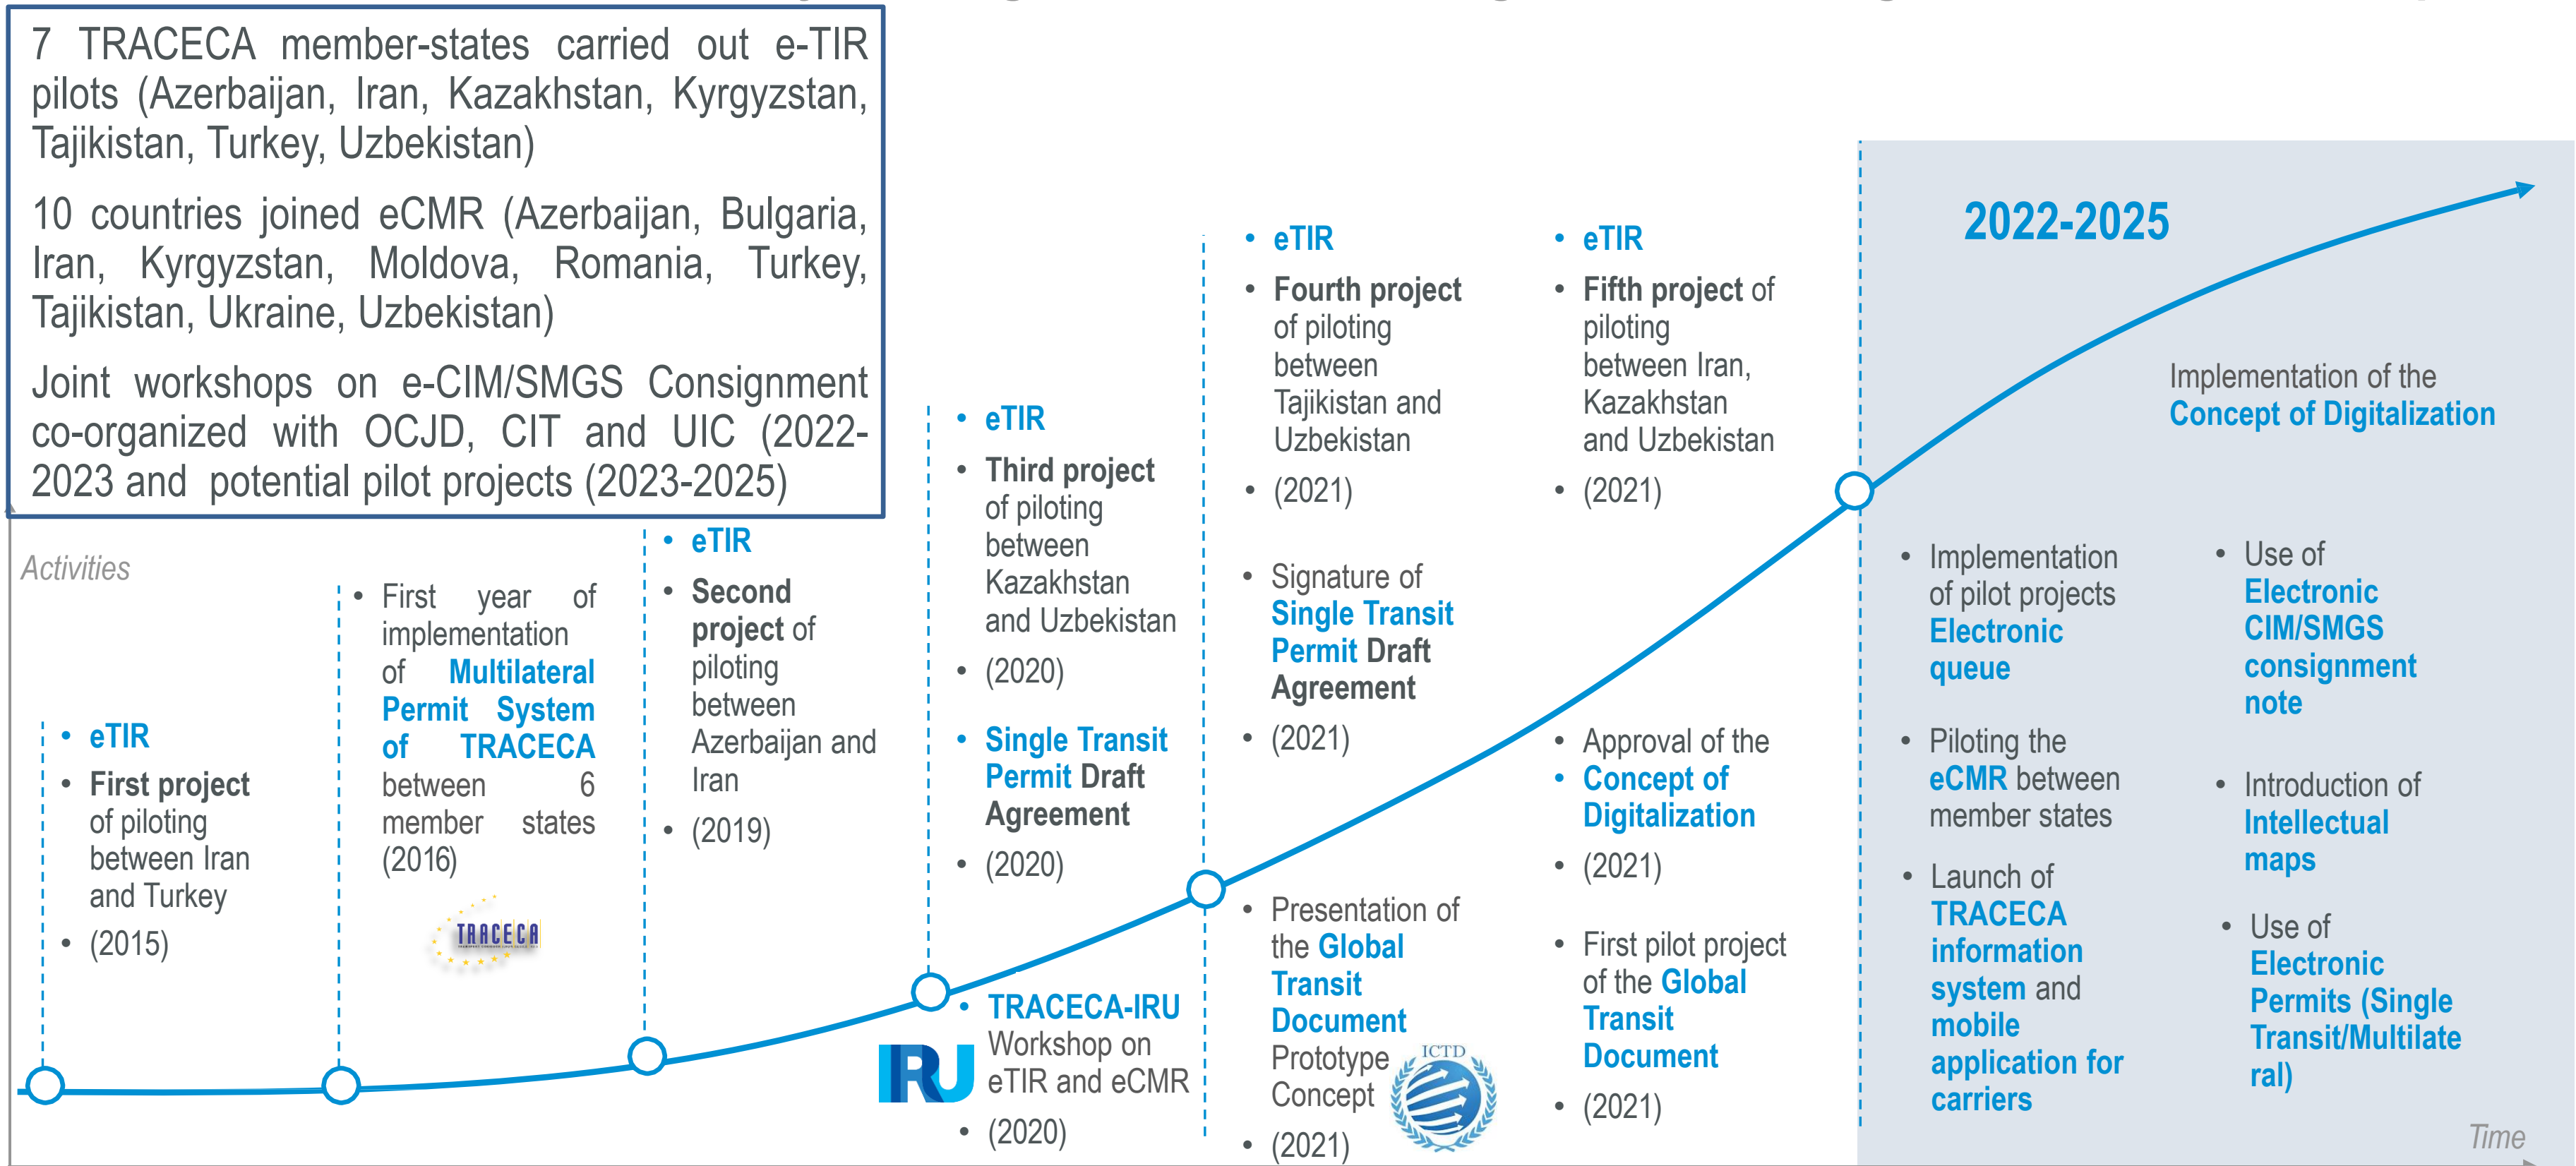 7 TRACECA member-states carried out e-TIR
pilots (Azerbaijan, Iran, Kazakhstan, Kyrgyzstan,
Tajikistan, Turkey, Uzbekistan)
10 countries joined eCMR (Azerbaijan, Bulgaria,
Iran, Kyrgyzstan, Moldova, Romania, Turkey,
Tajikistan, Ukraine, Uzbekistan)
Joint workshops on e-CIM/SMGS Consignment
co-organized with OCJD, CIT and UIC (2022-
2023 and potential pilot projects (2023-2025)
Activities
• eTIR
• First project
of piloting
between Iran
and Turkey
• (2015)
• First year of
implementation
of Multilateral
Permit System
of TRACECA
between 6
member states
(2016)
TRACECA
• eTIR
• Second
project of
piloting
between
Azerbaijan and
Iran
• (2019)
• eTIR
• Third project
of piloting
between
Kazakhstan
and Uzbekistan
• (2020)
• Single Transit
Permit Draft
Agreement
• (2020)
• TRACECA-IRU
Workshop on
eTIR and eCMR
• (2020)
IRU
• eTIR
• Fourth project
of piloting
between
Tajikistan and
Uzbekistan
• (2021)
• Signature of
Single Transit
Permit Draft
Agreement
• (2021)
• Presentation of
the Global
Transit
Document
Prototype
Concept
• (2021)
ICTD
• eTIR
• Fifth project of
piloting
between Iran,
Kazakhstan
and Uzbekistan
• (2021)
• Approval of the
• Concept of
Digitalization
• (2021)
• First pilot project
of the Global
Transit
Document
• (2021)
2022-2025
Implementation of the
Concept of Digitalization
• Implementation
of pilot projects
Electronic
queue
• Piloting the
eCMR between
member states
• Launch of
TRACECA
information
system and
mobile
application for
carriers
• Use of
Electronic
CIM/SMGS
consignment
note
• Introduction of
Intellectual
maps
• Use of
Electronic
Permits (Single
Transit/Multilate
ral)
Time